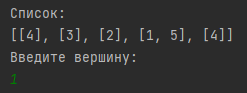 Список:
[[4], [3], [2], [1, 5], [4]]
Введите вершину:
1